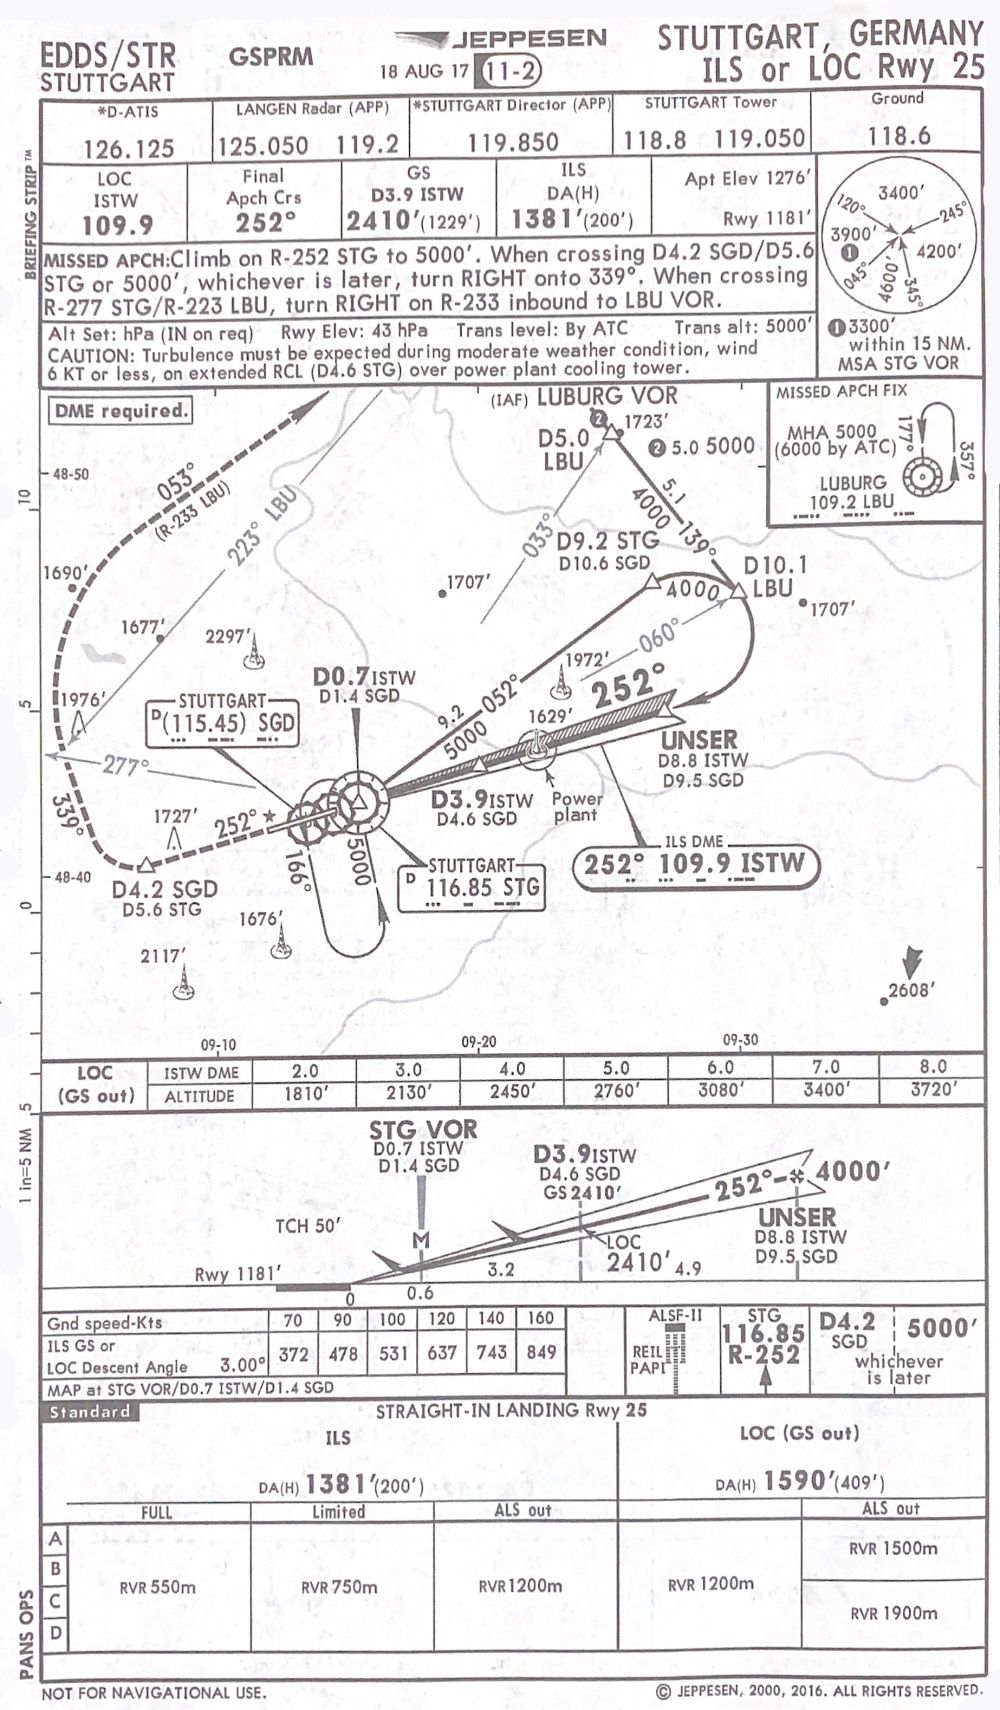 EDDS/STR GSPRM JEPPESEN STUTTGART, GERMANY
STUTTGART 18 AUG 17 11-2 ILS or LOC Rwy 25
*D-ATIS LANGEN Radar (APP) *STUTTGART Director (APP) STUTTGART Tower Ground
126.125 125.050 119.2 119.850 118.8 119.050 118.6
BRIEFING STRIP™
LOC
ISTW
109.9
Final
Apch Crs
252°
GS
D3.9 ISTW
2410'(1229')
ILS
DA(H)
1381'(200')
Apt Elev 1276'
Rwy 1181'
MISSED APCH:Climb on R-252 STG to 5000'. When crossing D4.2 SGD/D5.6
STG or 5000', whichever is later, turn RIGHT onto 339°. When crossing
R-277 STG/R-223 LBU, turn RIGHT on R-233 inbound to LBU VOR.
Alt Set: hPa (IN on req) Rwy Elev: 43 hPa Trans level: By ATC Trans alt: 5000'
CAUTION: Turbulence must be expected during moderate weather condition, wind
6 KT or less, on extended RCL (D4.6 STG) over power plant cooling tower.
3400'
120°
245°
3900'
1
4200'
045°
4600'
345°
1 3300'
within 15 NM.
MSA STG VOR
DME required.
(IAF) LUBURG VOR
2
1723'
D5.0
LBU
2 5.0 5000
MISSED APCH FIX
MHA 5000
(6000 by ATC)
177°
357°
LUBURG
109.2 LBU
48-50
053°
(R-233 LBU)
223° LBU
033°
5.1
4000
139°
D9.2 STG
D10.6 SGD
D10.1
LBU
4000
1690'
1707'
1707'
1677'
2297'
060°
1972'
D0.7ISTW
D1.4 SGD
052°
252°
1976'
STUTTGART
D (115.45) SGD
9.2
5000
1629'
UNSER
D8.8 ISTW
D9.5 SGD
277°
D3.9ISTW
D4.6 SGD
Power
plant
339°
1727'
252°
ILS DME
252° 109.9 ISTW
166°
5000
STUTTGART
D 116.85 STG
48-40
D4.2 SGD
D5.6 STG
1676'
2117'
2608'
09-10
09-20
09-30
10
5
0
5
1 in=5 NM
LOC
(GS out)
ISTW DME 2.0 3.0 4.0 5.0 6.0 7.0 8.0
ALTITUDE 1810' 2130' 2450' 2760' 3080' 3400' 3720'
STG VOR
D0.7 ISTW
D1.4 SGD
D3.9ISTW
D4.6 SGD
GS 2410'
252° 4000'
UNSER
D8.8 ISTW
D9.5 SGD
TCH 50'
M
LOC
2410'
Rwy 1181'
3.2
4.9
0
0.6
Gnd speed-Kts 70 90 100 120 140 160
ILS GS or
LOC Descent Angle 3.00° 372 478 531 637 743 849
MAP at STG VOR/D0.7 ISTW/D1.4 SGD
ALSF-II
REIL
PAPI
STG
116.85
R-252
D4.2
SGD
5000'
whichever
is later
Standard STRAIGHT-IN LANDING Rwy 25
ILS
LOC (GS out)
DA(H) 1381'(200')
DA(H) 1590'(409')
FULL Limited ALS out ALS out
A
B
C
D
RVR 550m
RVR 750m
RVR 1200m
RVR 1200m
RVR 1500m
RVR 1900m
PANS OPS
NOT FOR NAVIGATIONAL USE. © JEPPESEN, 2000, 2016. ALL RIGHTS RESERVED.